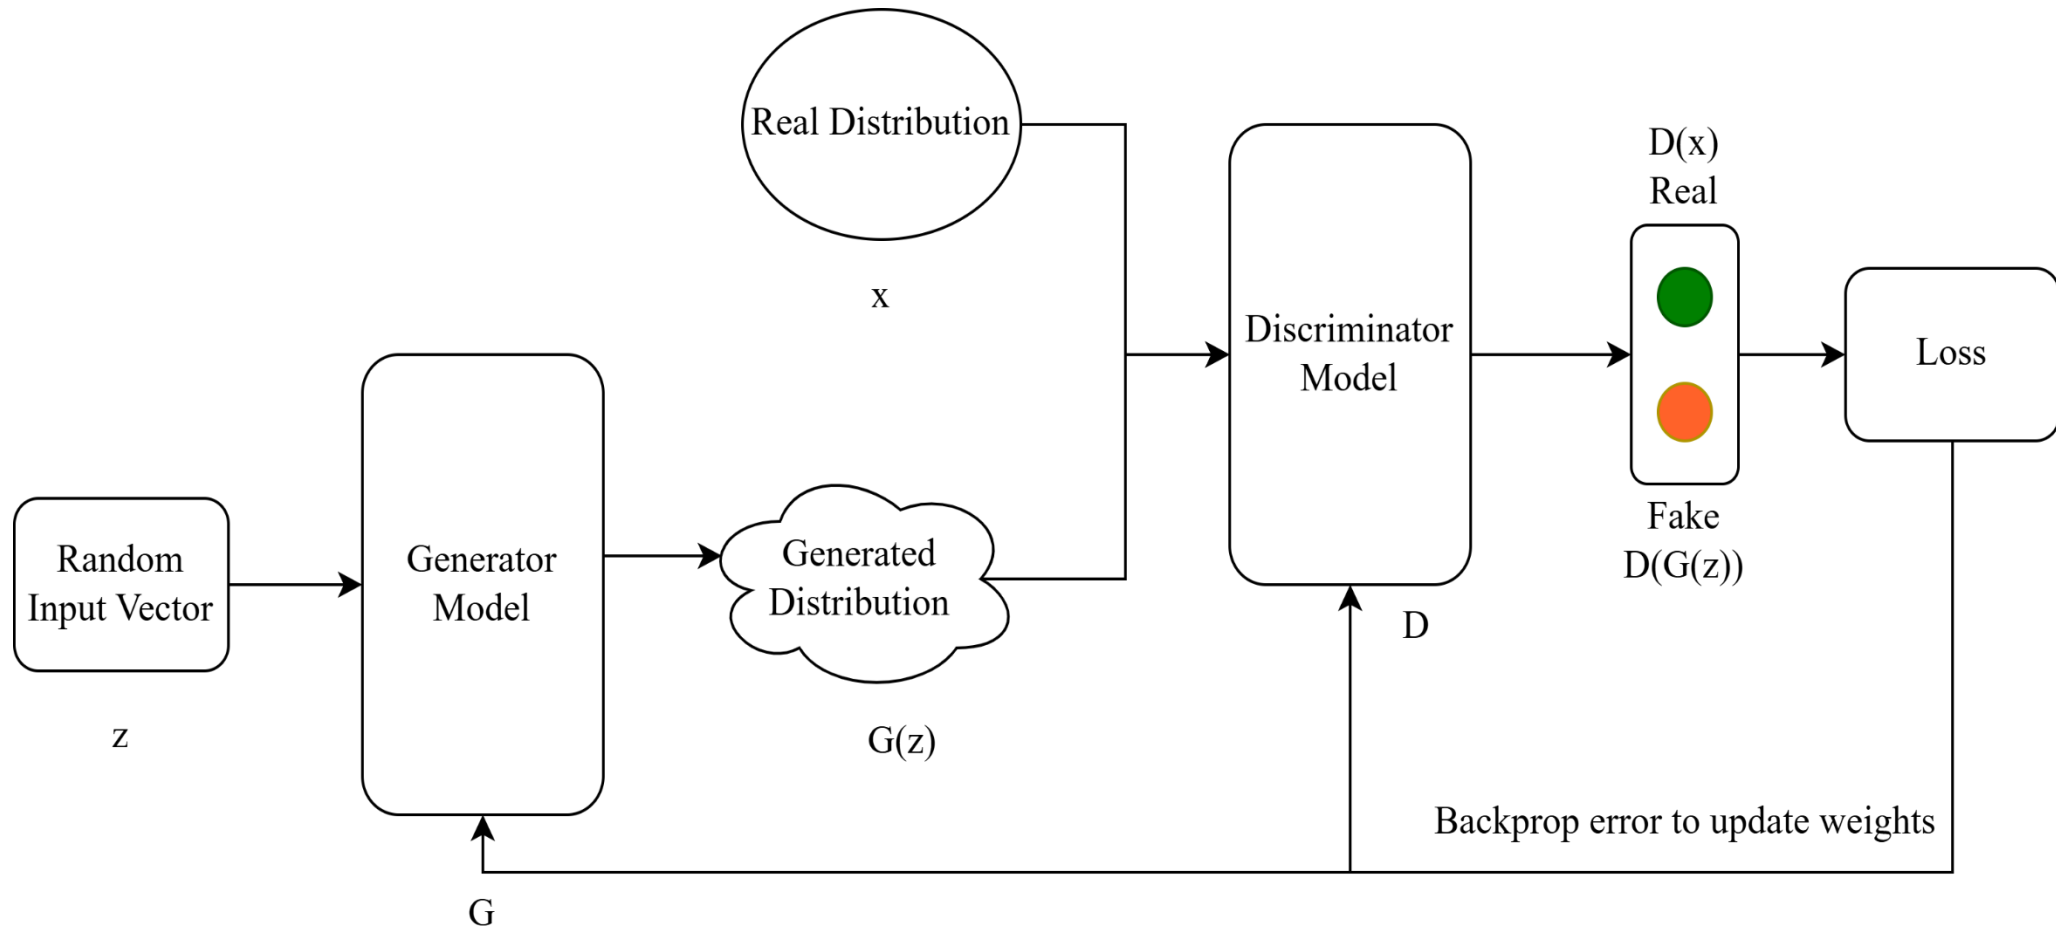 Real Distribution
x
Random
Input Vector
z
Generator
Model
G
Generated
Distribution
G(z)
Discriminator
Model
D
D(x)
Real
Fake
D(G(z))
Loss
Backprop error to update weights